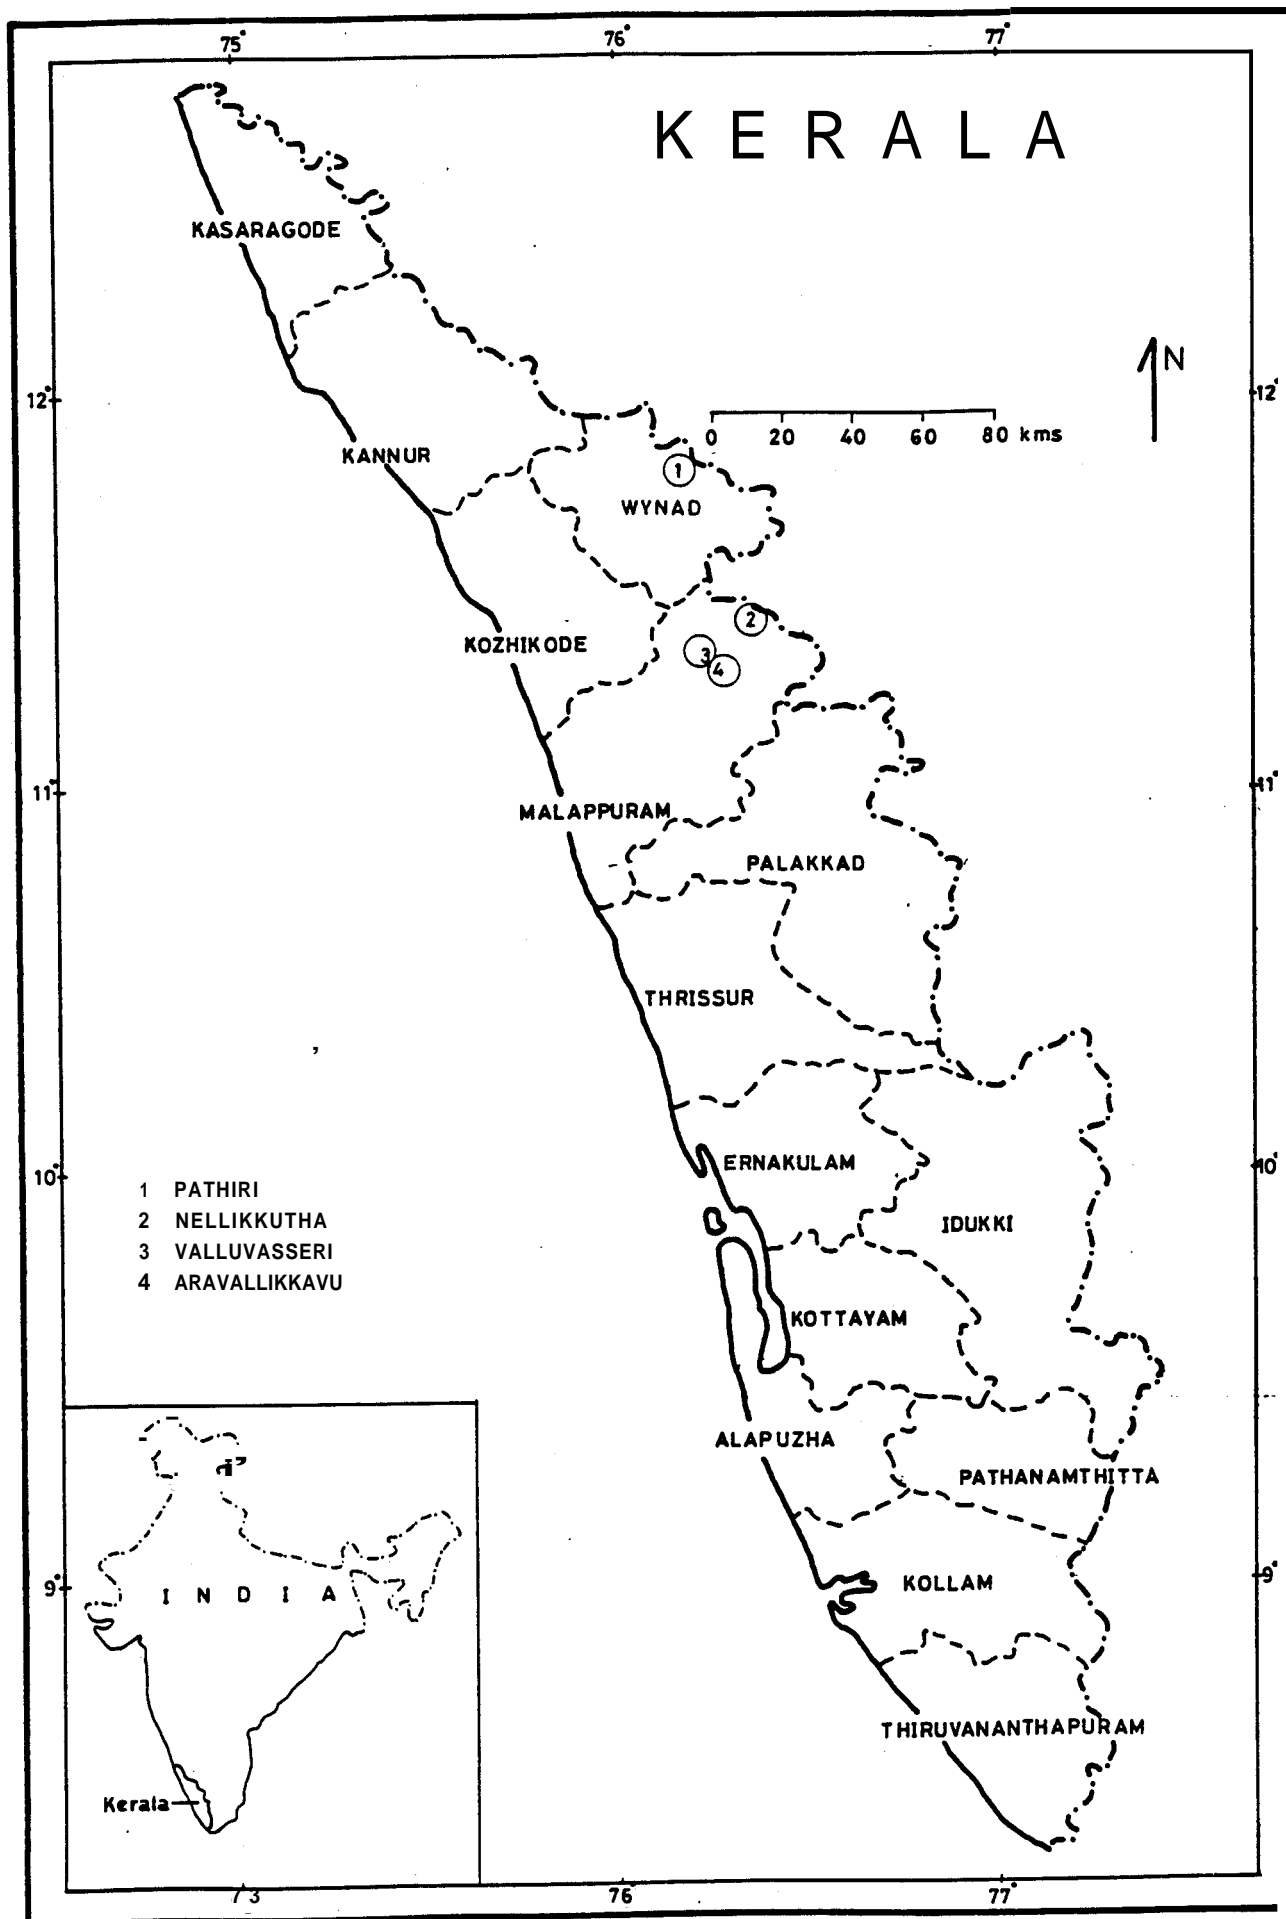 75° 76° 77°
K E R A L A
KASARAGODE
N
12° 12°
0 20 40 60 80 kms
KANNUR
1
WYNAD
2
KOZHIKODE
3
4
11° 11°
MALAPPURAM
PALAKKAD
THRISSUR
ERNAKULAM
10° 10°
1 PATHIRI
2 NELLIKKUTHA
3 VALLUVASSERI
4 ARAVALLIKKAVU
IDUKKI
KOTTAYAM
ALAPUZHA
PATHANAMTHITTA
9° 9°
I N D I A
KOLLAM
THIRUVANANTHAPURAM
Kerala
73 76° 77°